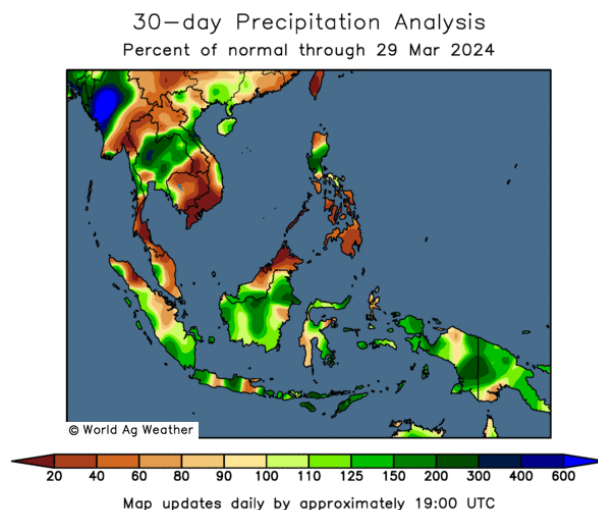 30-day Precipitation Analysis
Percent of normal through 29 Mar 2024
© World Ag Weather
20 40 60 80 90 100 110 125 150 200 300 400 600
Map updates daily by approximately 19:00 UTC